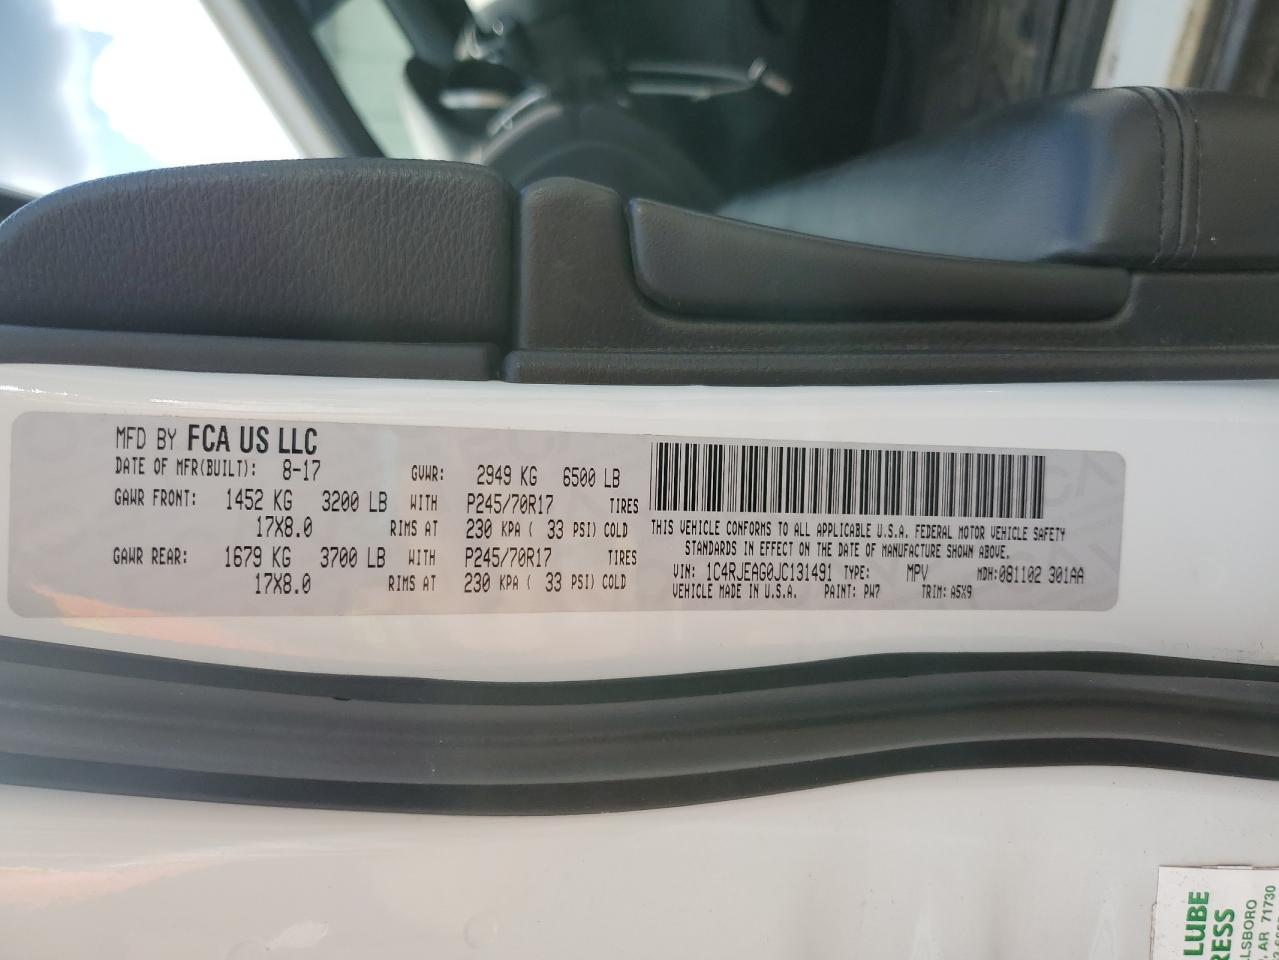 MFD BY FCA US LLC
DATE OF MFR(BUILT): 8-17 GVWR: 2949 KG 6500 LB
GAWR FRONT: 1452 KG 3200 LB WITH P245/70R17 TIRES
17X8.0 RIMS AT 230 KPA ( 33 PSI) COLD
GAWR REAR: 1679 KG 3700 LB WITH P245/70R17 TIRES
17X8.0 RIMS AT 230 KPA ( 33 PSI) COLD
THIS VEHICLE CONFORMS TO ALL APPLICABLE U.S.A. FEDERAL MOTOR VEHICLE SAFETY
STANDARDS IN EFFECT ON THE DATE OF MANUFACTURE SHOWN ABOVE.
VIN: 1C4RJEAG0JC131491 TYPE: MPV MDH: 081102 301AA
VEHICLE MADE IN U.S.A. PAINT: PW7 TRIM: A5X9
LUBE
RESS
LLSBORO
, AR 71730